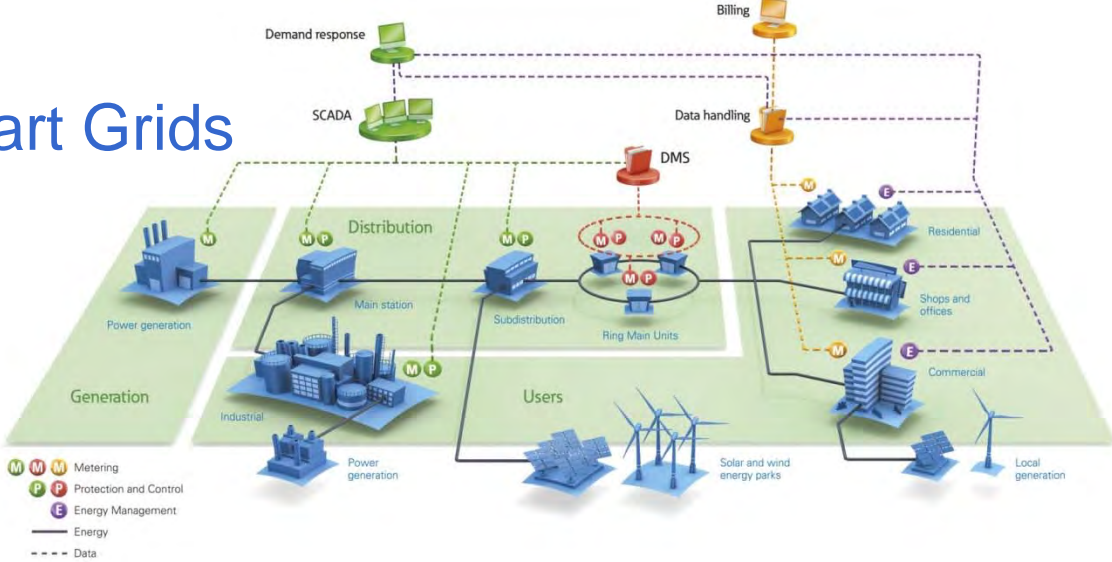 Billing
Demand response
art Grids
SCADA
Data handling
DMS
M
E
M
M P
Distribution
M P
M P
M P
Residential
M P
M
E
Power generation
Main station
Subdistribution
Ring Main Units
Shops and
offices
M P
M
E
Commercial
Generation
Industrial
Users
M M M Metering
P P Protection and Control
E Energy Management
Energy
Data
Power
generation
Solar and wind
energy parks
Local
generation